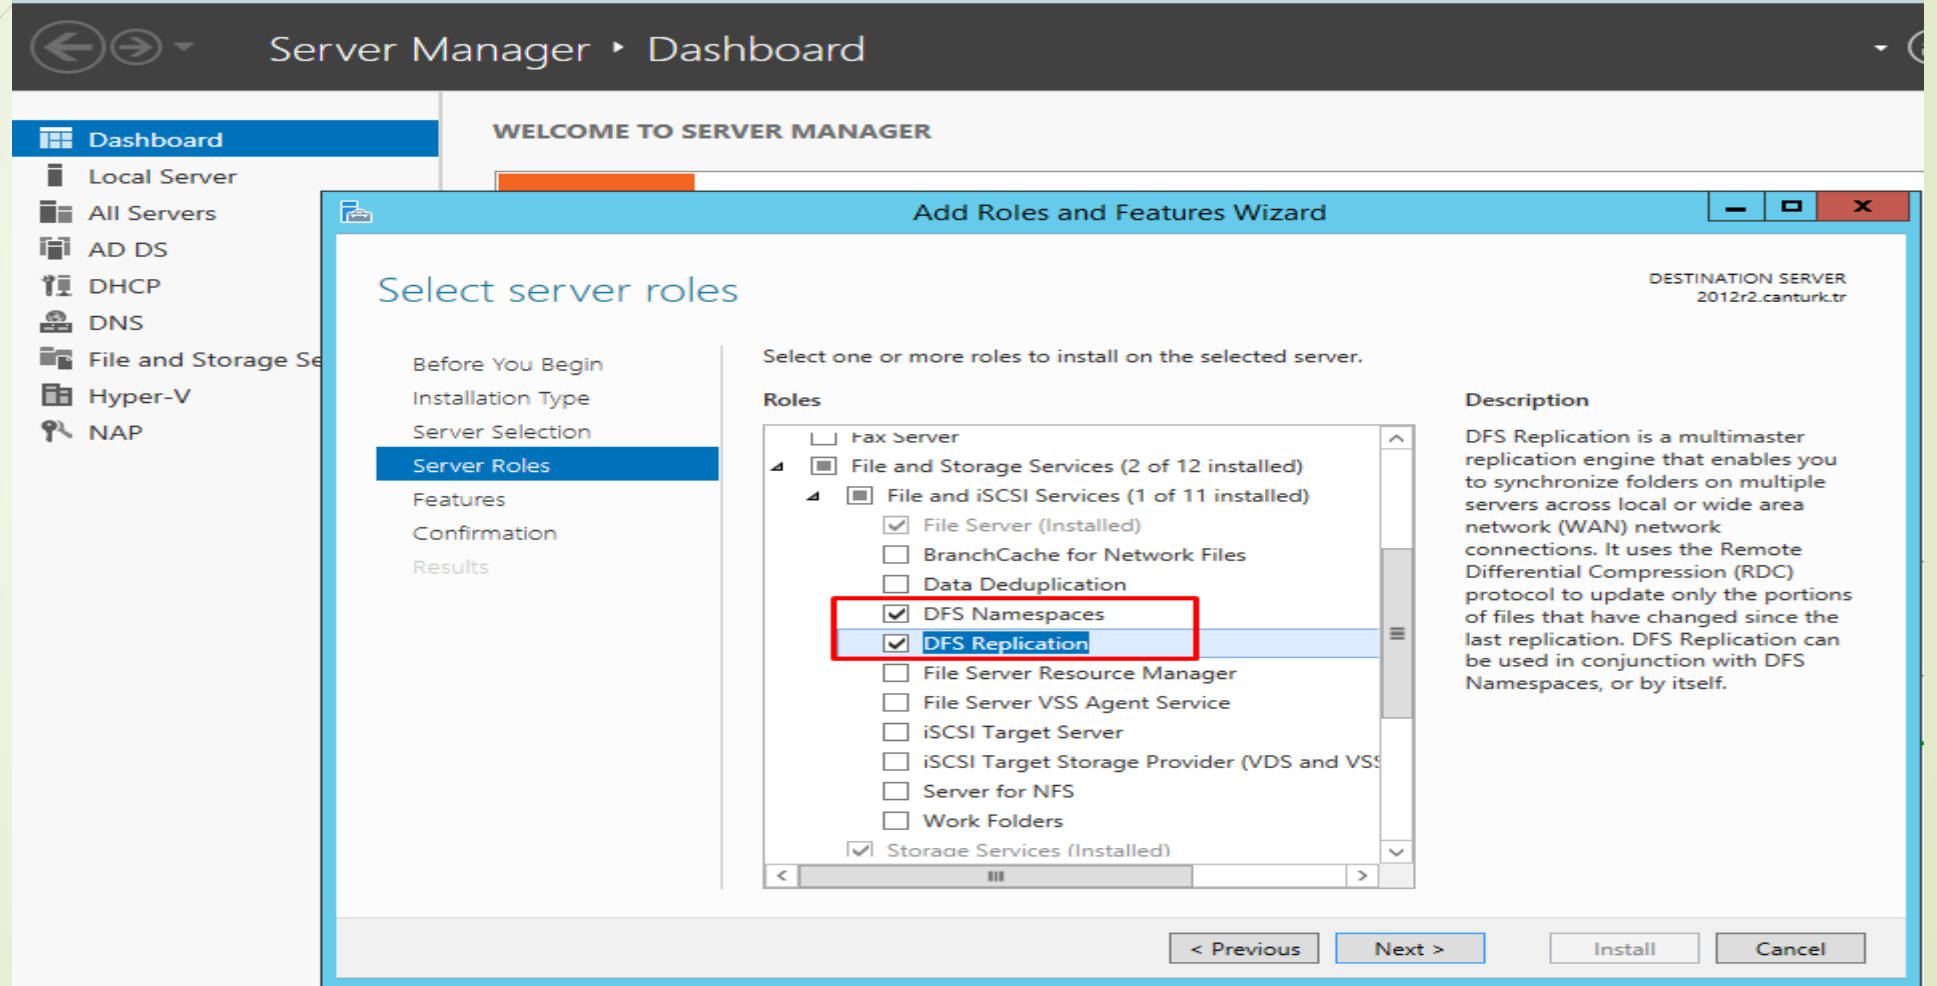 Server Manager ‣ Dashboard
WELCOME TO SERVER MANAGER
Dashboard
Local Server
All Servers
AD DS
DHCP
DNS
File and Storage Se
Hyper-V
NAP
Add Roles and Features Wizard
Select server roles
DESTINATION SERVER
2012r2.canturk.tr
Before You Begin
Installation Type
Server Selection
Server Roles
Features
Confirmation
Results
Select one or more roles to install on the selected server.
Roles
Fax Server
File and Storage Services (2 of 12 installed)
File and iSCSI Services (1 of 11 installed)
File Server (Installed)
BranchCache for Network Files
Data Deduplication
DFS Namespaces
DFS Replication
File Server Resource Manager
File Server VSS Agent Service
iSCSI Target Server
iSCSI Target Storage Provider (VDS and VSS
Server for NFS
Work Folders
Storage Services (Installed)
Description
DFS Replication is a multimaster
replication engine that enables you
to synchronize folders on multiple
servers across local or wide area
network (WAN) network
connections. It uses the Remote
Differential Compression (RDC)
protocol to update only the portions
of files that have changed since the
last replication. DFS Replication can
be used in conjunction with DFS
Namespaces, or by itself.
< Previous
Next >
Install
Cancel